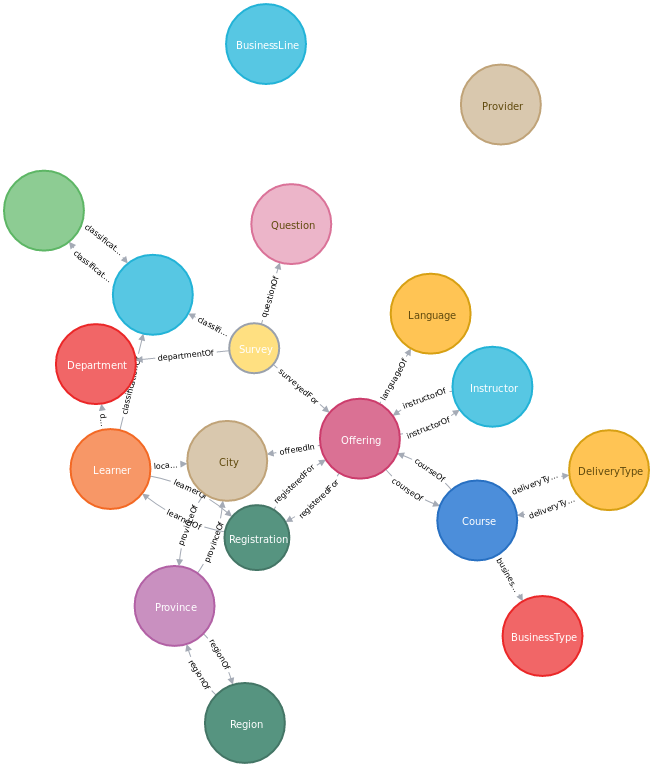 BusinessLine
Provider
Question
classificat...
classificat...
questionOf
Language
classifi...
Survey
departmentOf
Department
languageOf
surveyedFor
Instructor
instructorOf
instructorOf
d...
Offering
offeredIn
City
Learner
loca...
courseOf
courseOf
DeliveryType
deliveryTy...
deliveryTy...
learnerOf
learnerOf
registeredFor
registeredFor
Course
provinceOf
provinceOf
Registration
busines...
Province
BusinessType
regionOf
regionOf
Region